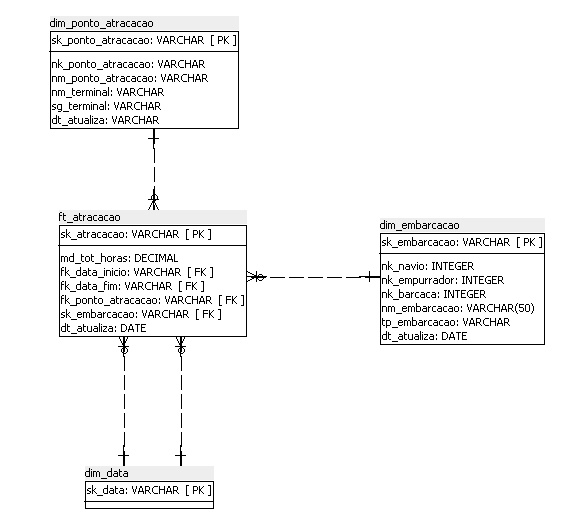 dim_ponto_atracacao
sk_ponto_atracacao: VARCHAR [ PK ]
nk_ponto_atracacao: VARCHAR
nm_ponto_atracacao: VARCHAR
nm_terminal: VARCHAR
sg_terminal: VARCHAR
dt_atualiza: VARCHAR
ft_atracacao
sk_atracacao: VARCHAR [ PK ]
md_tot_horas: DECIMAL
fk_data_inicio: VARCHAR [ FK ]
fk_data_fim: VARCHAR [ FK ]
fk_ponto_atracacao: VARCHAR [ FK ]
sk_embarcacao: VARCHAR [ FK ]
dt_atualiza: DATE
dim_embarcacao
sk_embarcacao: VARCHAR [ PK ]
nk_navio: INTEGER
nk_empurrador: INTEGER
nk_barcaca: INTEGER
nm_embarcacao: VARCHAR(50)
tp_embarcacao: VARCHAR
dt_atualiza: DATE
dim_data
sk_data: VARCHAR [ PK ]